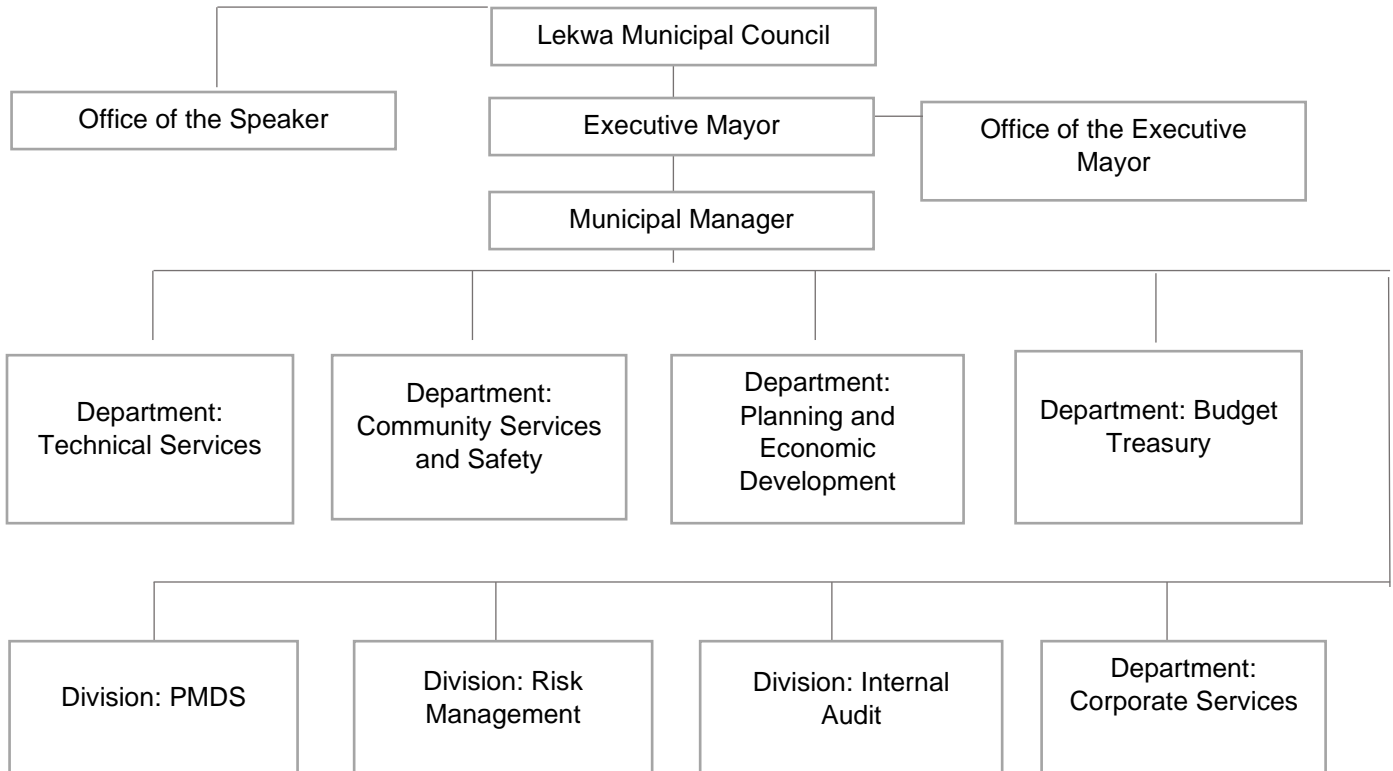 Lekwa Municipal Council
Office of the Speaker
Executive Mayor
Office of the Executive
Mayor
Municipal Manager
Department:
Technical Services
Department:
Community Services
and Safety
Department:
Planning and
Economic
Development
Department: Budget
Treasury
Division: PMDS
Division: Risk
Management
Division: Internal
Audit
Department:
Corporate Services